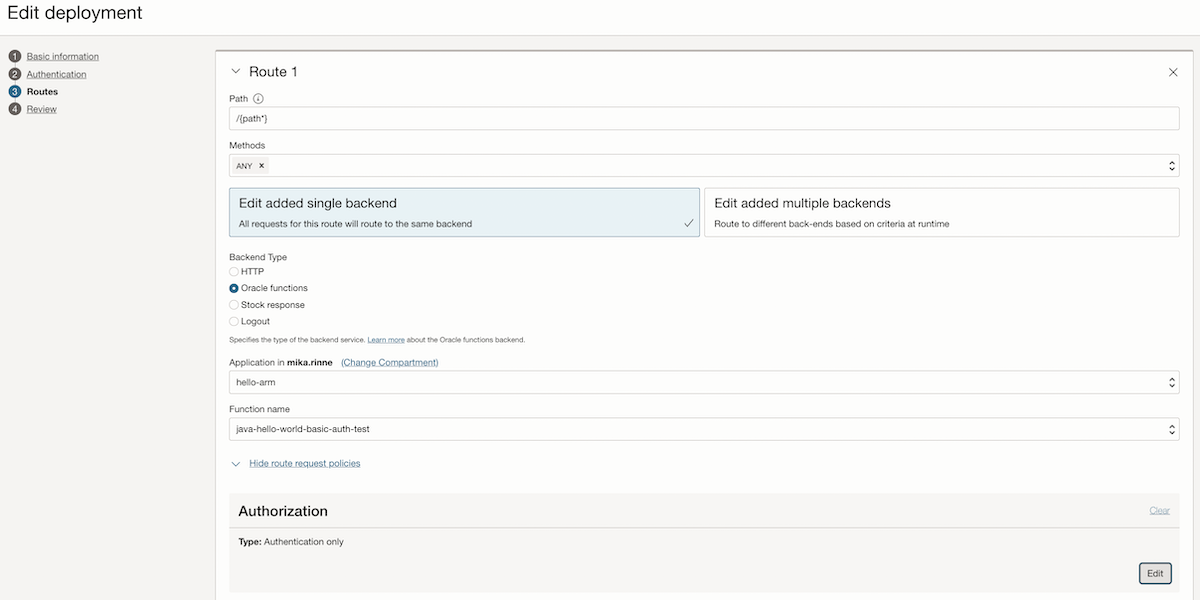 Edit deployment
1 Basic information
2 Authentication
3 Routes
4 Review
Route 1
Path
/{path*}
Methods
ANY
Edit added single backend
All requests for this route will route to the same backend
Edit added multiple backends
Route to different back-ends based on criteria at runtime
Backend Type
HTTP
Oracle functions
Stock response
Logout
Specifies the type of the backend service. Learn more about the Oracle functions backend.
Application in mika.rinne (Change Compartment)
hello-arm
Function name
java-hello-world-basic-auth-test
Hide route request policies
Authorization
Clear
Type: Authentication only
Edit